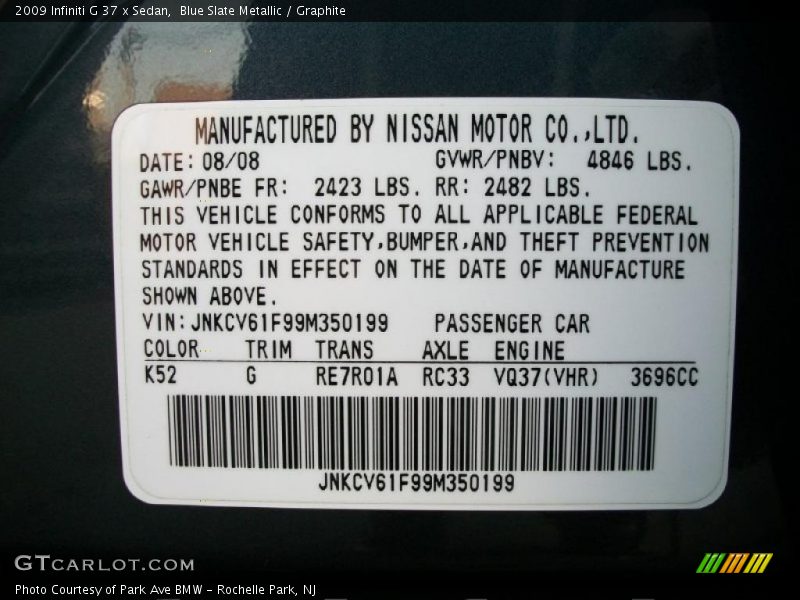 2009 Infiniti G 37 x Sedan,  Blue Slate Metallic / Graphite
MANUFACTURED BY NISSAN MOTOR CO.,LTD.
DATE: 08/08 GVWR/PNBV: 4846 LBS.
GAWR/PNBE FR: 2423 LBS. RR: 2482 LBS.
THIS VEHICLE CONFORMS TO ALL APPLICABLE FEDERAL
MOTOR VEHICLE SAFETY,BUMPER,AND THEFT PREVENTION
STANDARDS IN EFFECT ON THE DATE OF MANUFACTURE
SHOWN ABOVE.
VIN:JNKCV61F99M350199 PASSENGER CAR
COLOR TRIM TRANS AXLE ENGINE
K52 G RE7R01A RC33 VQ37(VHR) 3696CC
JNKCV61F99M350199
GTCARLOT.COM
Photo Courtesy of Park Ave BMW - Rochelle Park, NJ